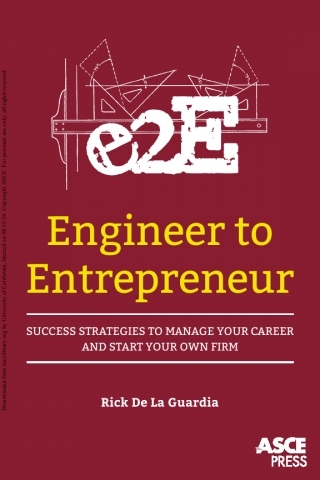 e2E
Engineer to
Entrepreneur
SUCCESS STRATEGIES TO MANAGE YOUR CAREER
AND START YOUR OWN FIRM
Rick De La Guardia
ASCE
PRESS